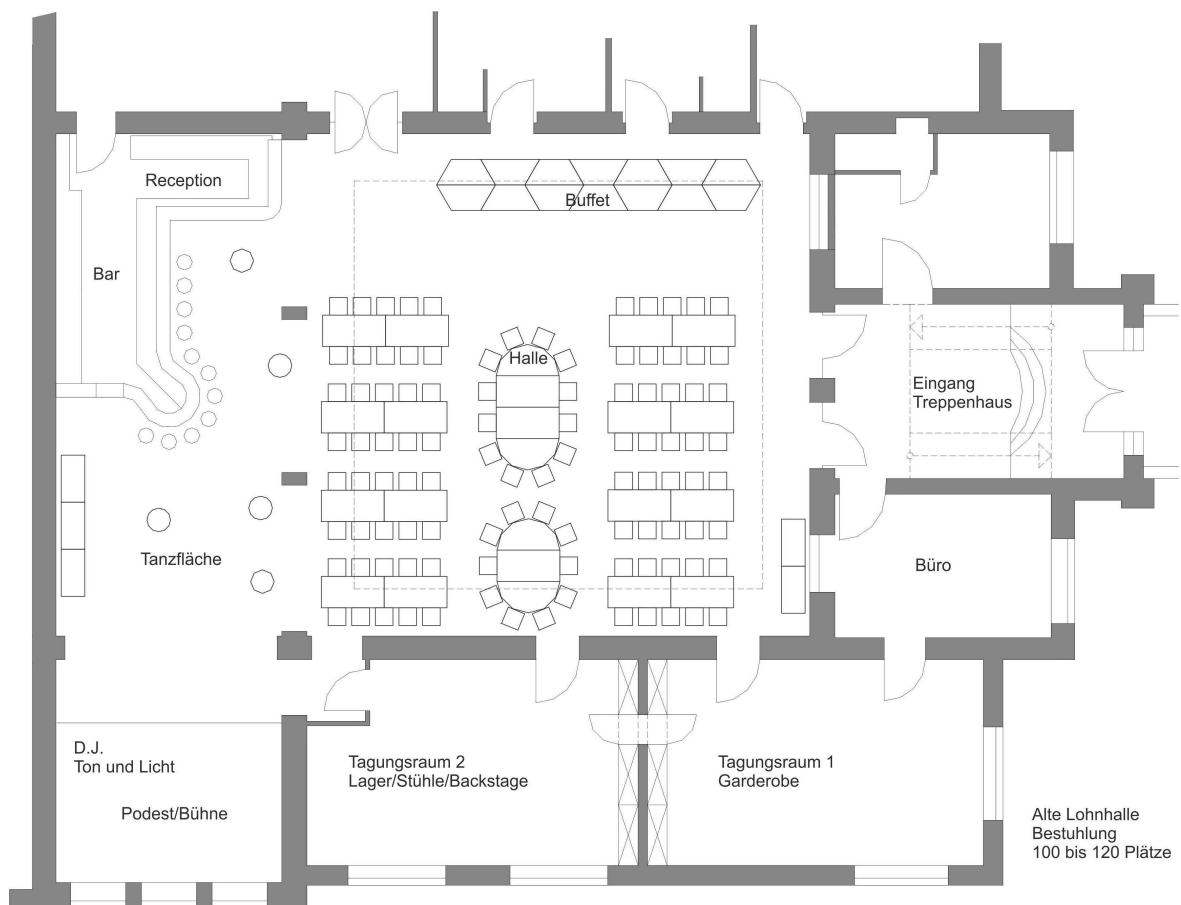 Reception
Buffet
Bar
Halle
Eingang
Treppenhaus
Tanzfläche
Büro
D.J.
Ton und Licht
Podest/Bühne
Tagungsraum 2
Lager/Stühle/Backstage
Tagungsraum 1
Garderobe
Alte Lohnhalle
Bestuhlung
100 bis 120 Plätze